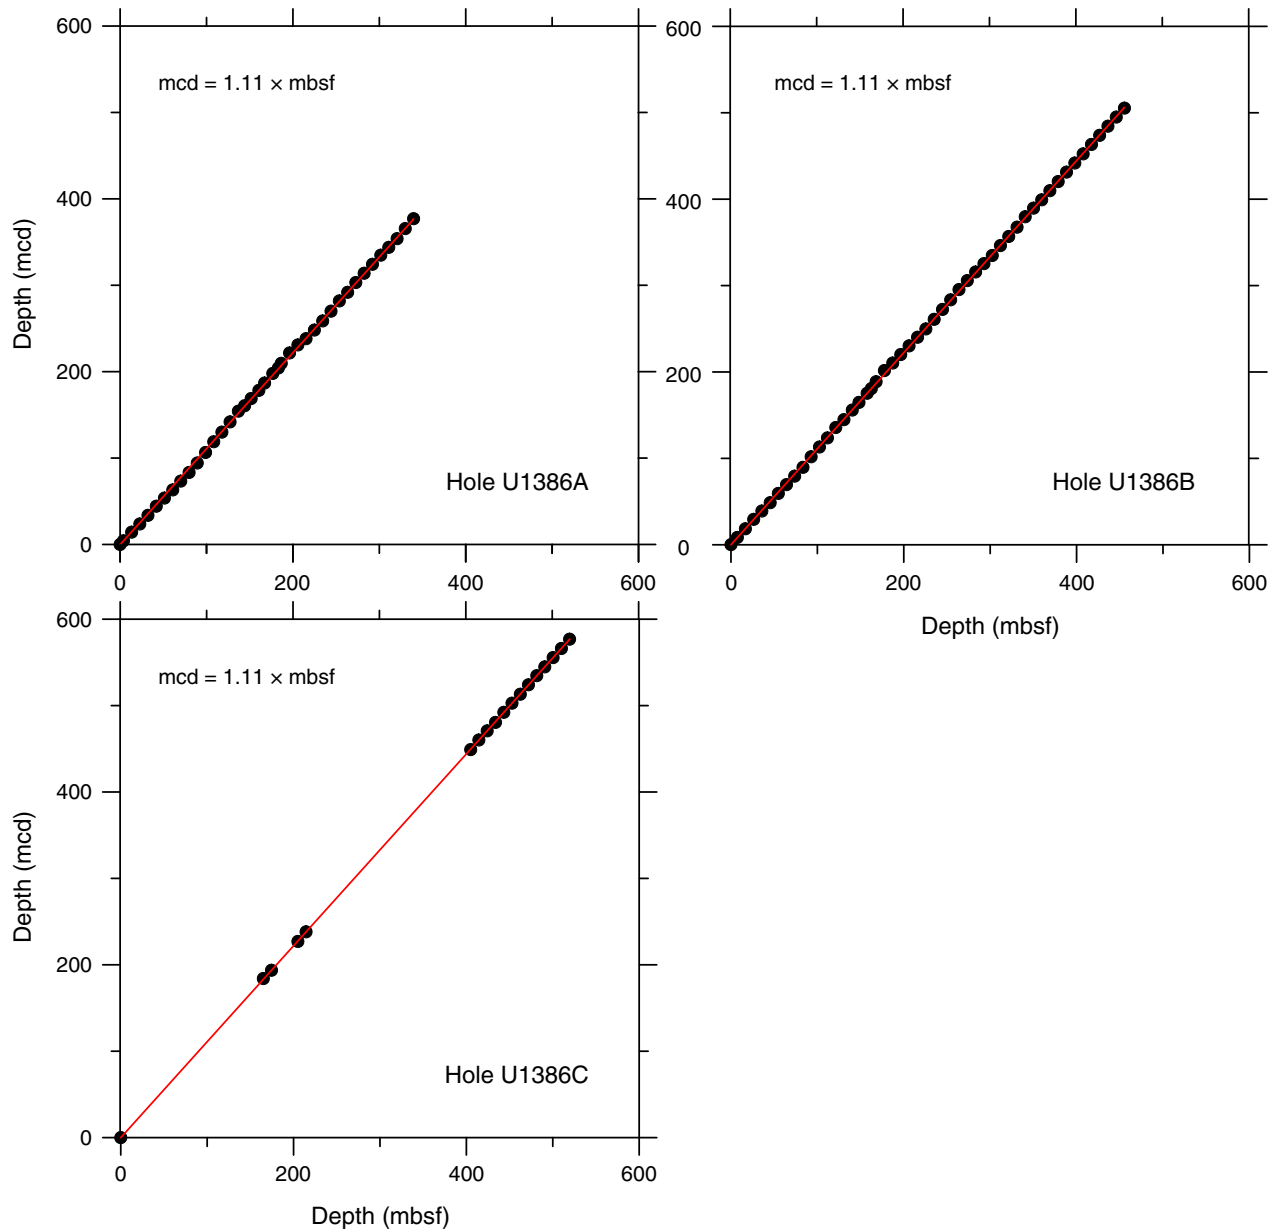 600
mcd = 1.11 × mbsf
400
Depth (mcd)
200
Hole U1386A
0
0 200 400 600
600
mcd = 1.11 × mbsf
400
200
Hole U1386B
0
0 200 400 600
Depth (mbsf)
600
mcd = 1.11 × mbsf
400
Depth (mcd)
200
Hole U1386C
0
0 200 400 600
Depth (mbsf)